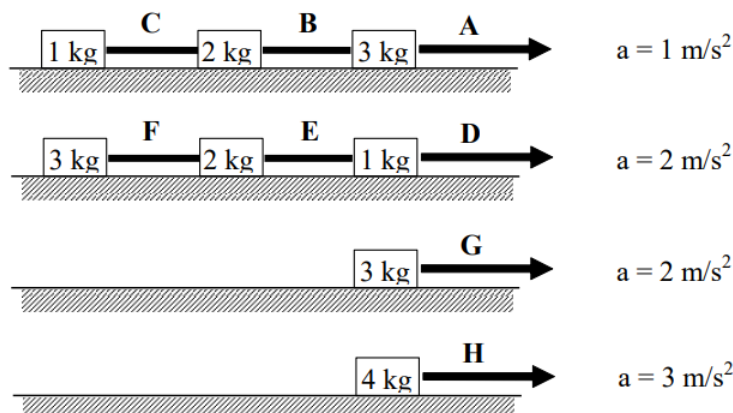 C B A
1 kg 2 kg 3 kg a = 1 m/s²
F E D
3 kg 2 kg 1 kg a = 2 m/s²
G
3 kg a = 2 m/s²
H
4 kg a = 3 m/s²